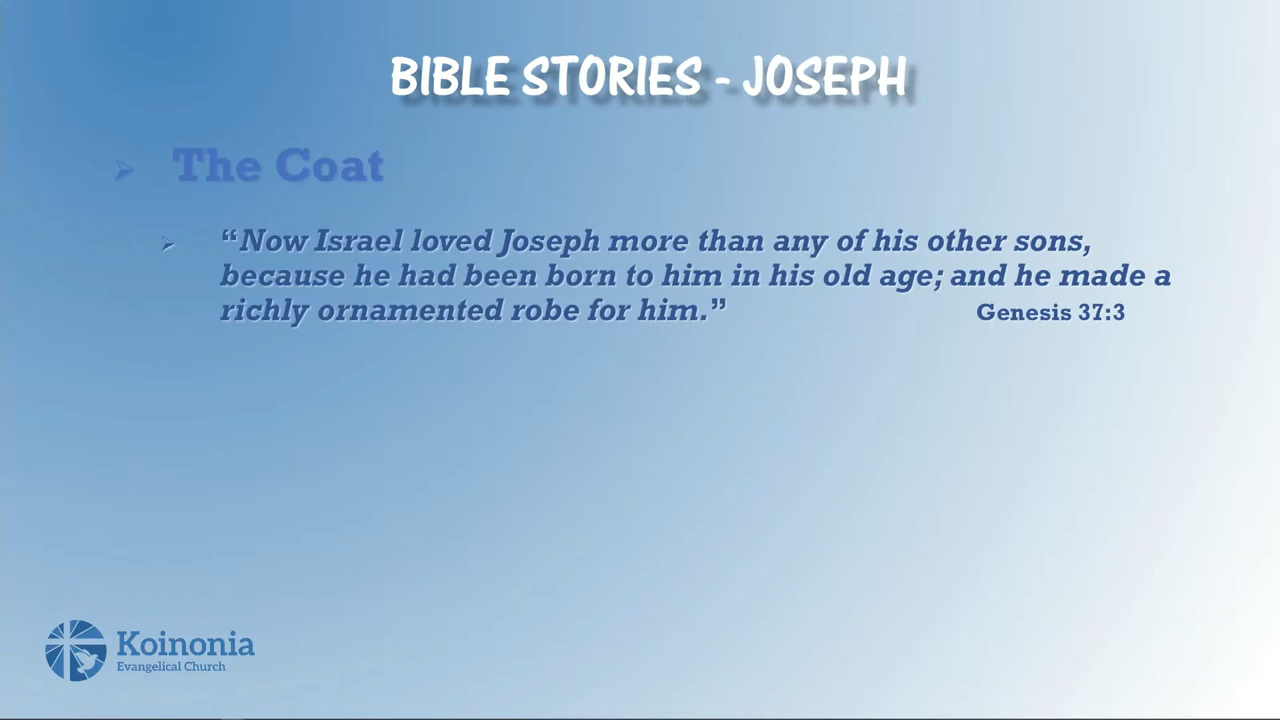 BIBLE STORIES - JOSEPH
The Coat
“Now Israel loved Joseph more than any of his other sons,
because he had been born to him in his old age; and he made a
richly ornamented robe for him.” Genesis 37:3
Koinonia
Evangelical Church